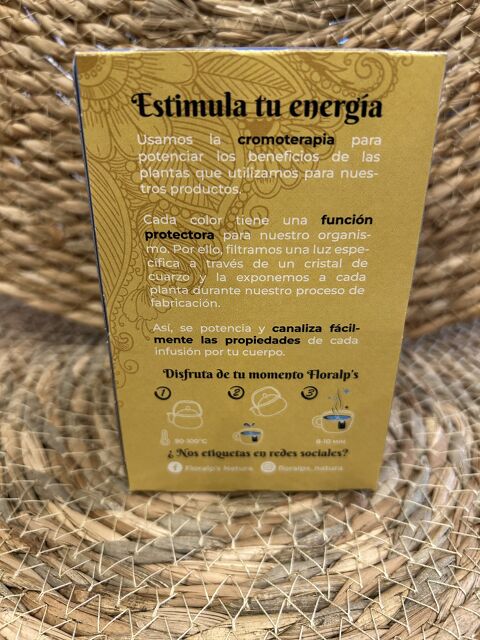 Estimula tu energía
Usamos la cromoterapia para
potenciar los beneficios de las
plantas que utilizamos para nues-
tros productos.
Cada color tiene una función
protectora para nuestro organis-
mo. Por ello, filtramos una luz espe-
cífica a través de un cristal de
cuarzo y la exponemos a cada
planta durante nuestro proceso de
fabricación.
Así, se potencia y canaliza fácil-
mente las propiedades de cada
infusión por tu cuerpo.
Disfruta de tu momento Floralp's
1 2 3
90-100°C 8-10 MIN
¿Nos etiquetas en redes sociales?
Floralp's Natura floralps_natura